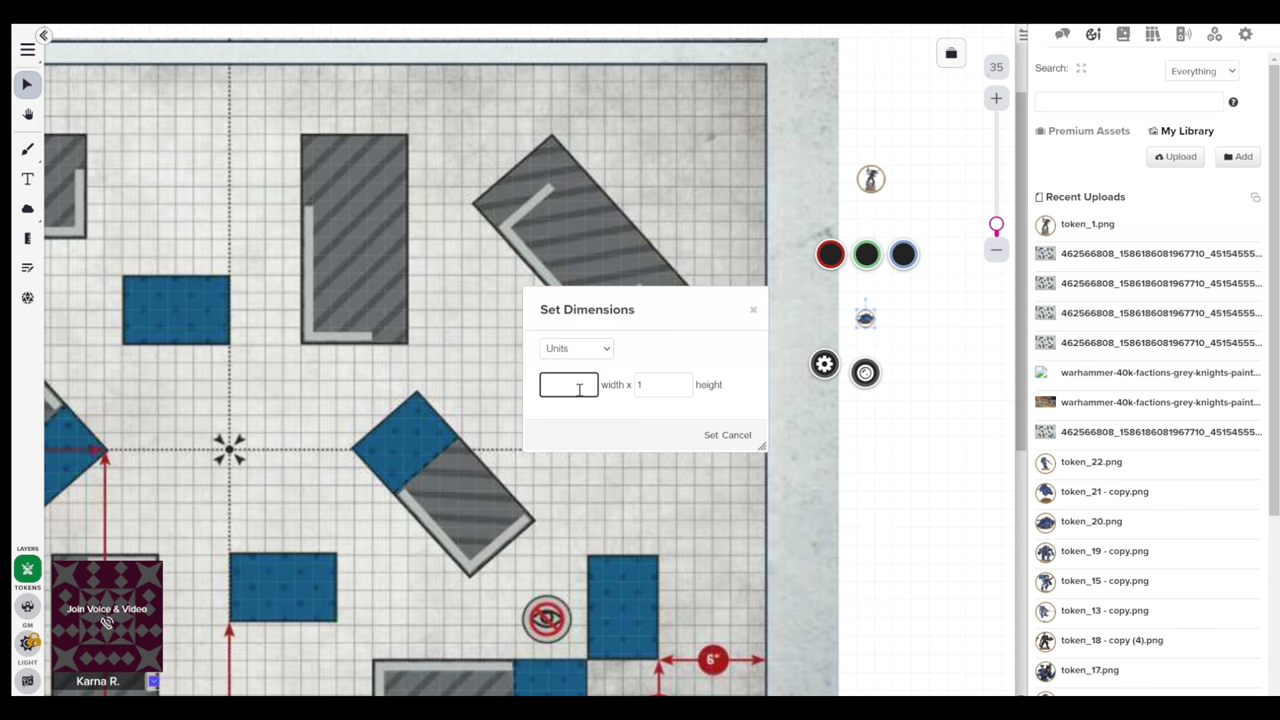 35
Search:
Everything
?
Premium Assets
My Library
Upload
Add
Recent Uploads
token_1.png
462566808_1586186081967710_45154555...
462566808_1586186081967710_45154555...
462566808_1586186081967710_45154555...
462566808_1586186081967710_45154555...
warhammer-40k-factions-grey-knights-paint...
warhammer-40k-factions-grey-knights-paint...
462566808_1586186081967710_45154555...
token_22.png
token_21 - copy.png
token_20.png
token_19 - copy.png
token_15 - copy.png
token_13 - copy.png
token_18 - copy (4).png
token_17.png
Set Dimensions
×
Units
width x 1 height
Set Cancel
T
LAYERS
TOKENS
GM
LIGHT
Join Voice & Video
Karna R.
6"